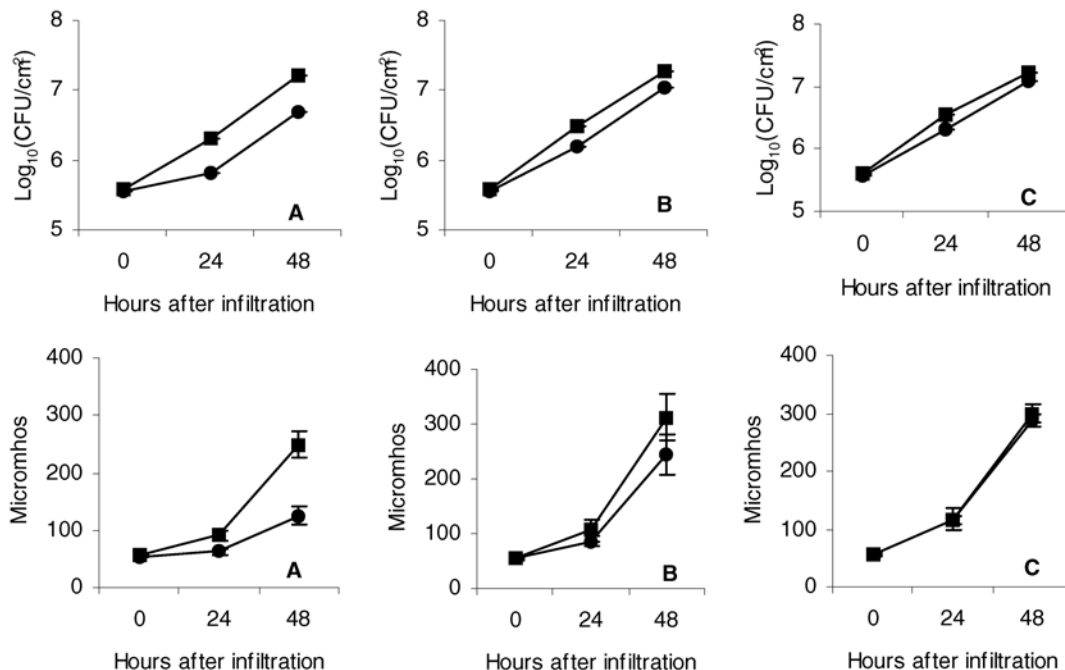 Log₁₀(CFU/cm²)
8
7
6
5
A
0 24 48
Hours after infiltration
Log₁₀(CFU/cm²)
8
7
6
5
B
0 24 48
Hours after infiltration
Log₁₀(CFU/cm²)
8
7
6
5
C
0 24 48
Hours after infiltration
Micromhos
400
300
200
100
0
A
0 24 48
Hours after infiltration
Micromhos
400
300
200
100
0
B
0 24 48
Hours after infiltration
Micromhos
400
300
200
100
0
C
0 24 48
Hours after infiltration